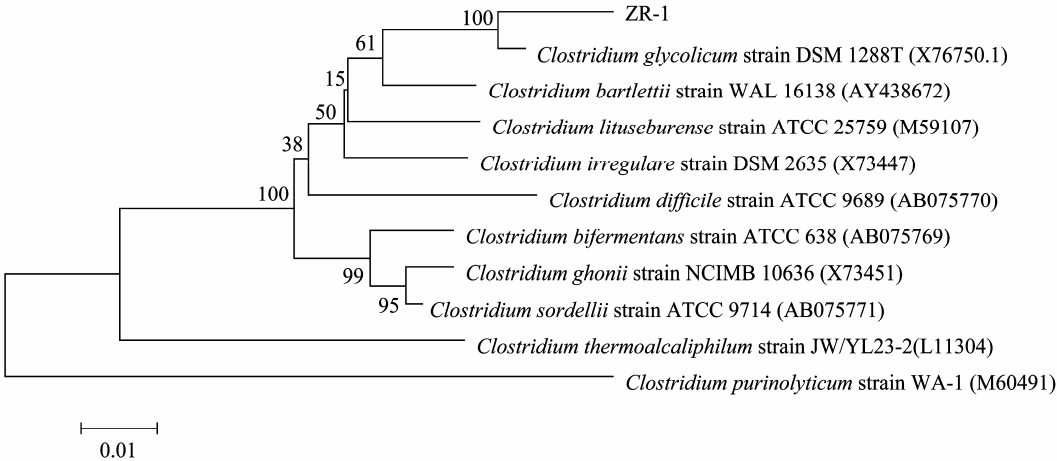 100
ZR-1
Clostridium glycolicum strain DSM 1288T (X76750.1)
61
Clostridium bartlettii strain WAL 16138 (AY438672)
15
Clostridium lituseburense strain ATCC 25759 (M59107)
50
Clostridium irregulare strain DSM 2635 (X73447)
38
Clostridium difficile strain ATCC 9689 (AB075770)
100
Clostridium bifermentans strain ATCC 638 (AB075769)
99
Clostridium ghonii strain NCIMB 10636 (X73451)
95
Clostridium sordellii strain ATCC 9714 (AB075771)
Clostridium thermoalcaliphilum strain JW/YL23-2(L11304)
Clostridium purinolyticum strain WA-1 (M60491)
0.01